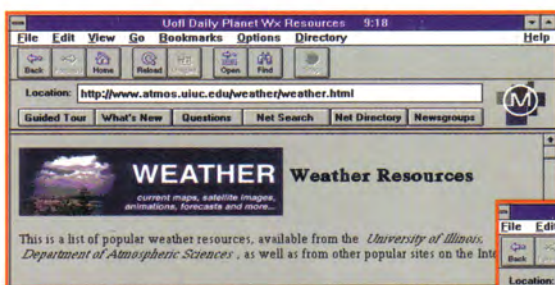 UofI Daily Planet Wx Resources 9:18
File Edit View Go Bookmarks Options Directory Help
Back Home Reload Open Find
Location: http://www.atmos.uiuc.edu/weather/weather.html
M
Guided Tour What's New Questions Net Search Net Directory Newsgroups
WEATHER
current maps, satellite images,
animations, forecasts and more...
Weather Resources
This is a list of popular weather resources, available from the University of Illinois,
Department of Atmospheric Sciences , as well as from other popular sites on the Inte
File Edit
Back
Location: